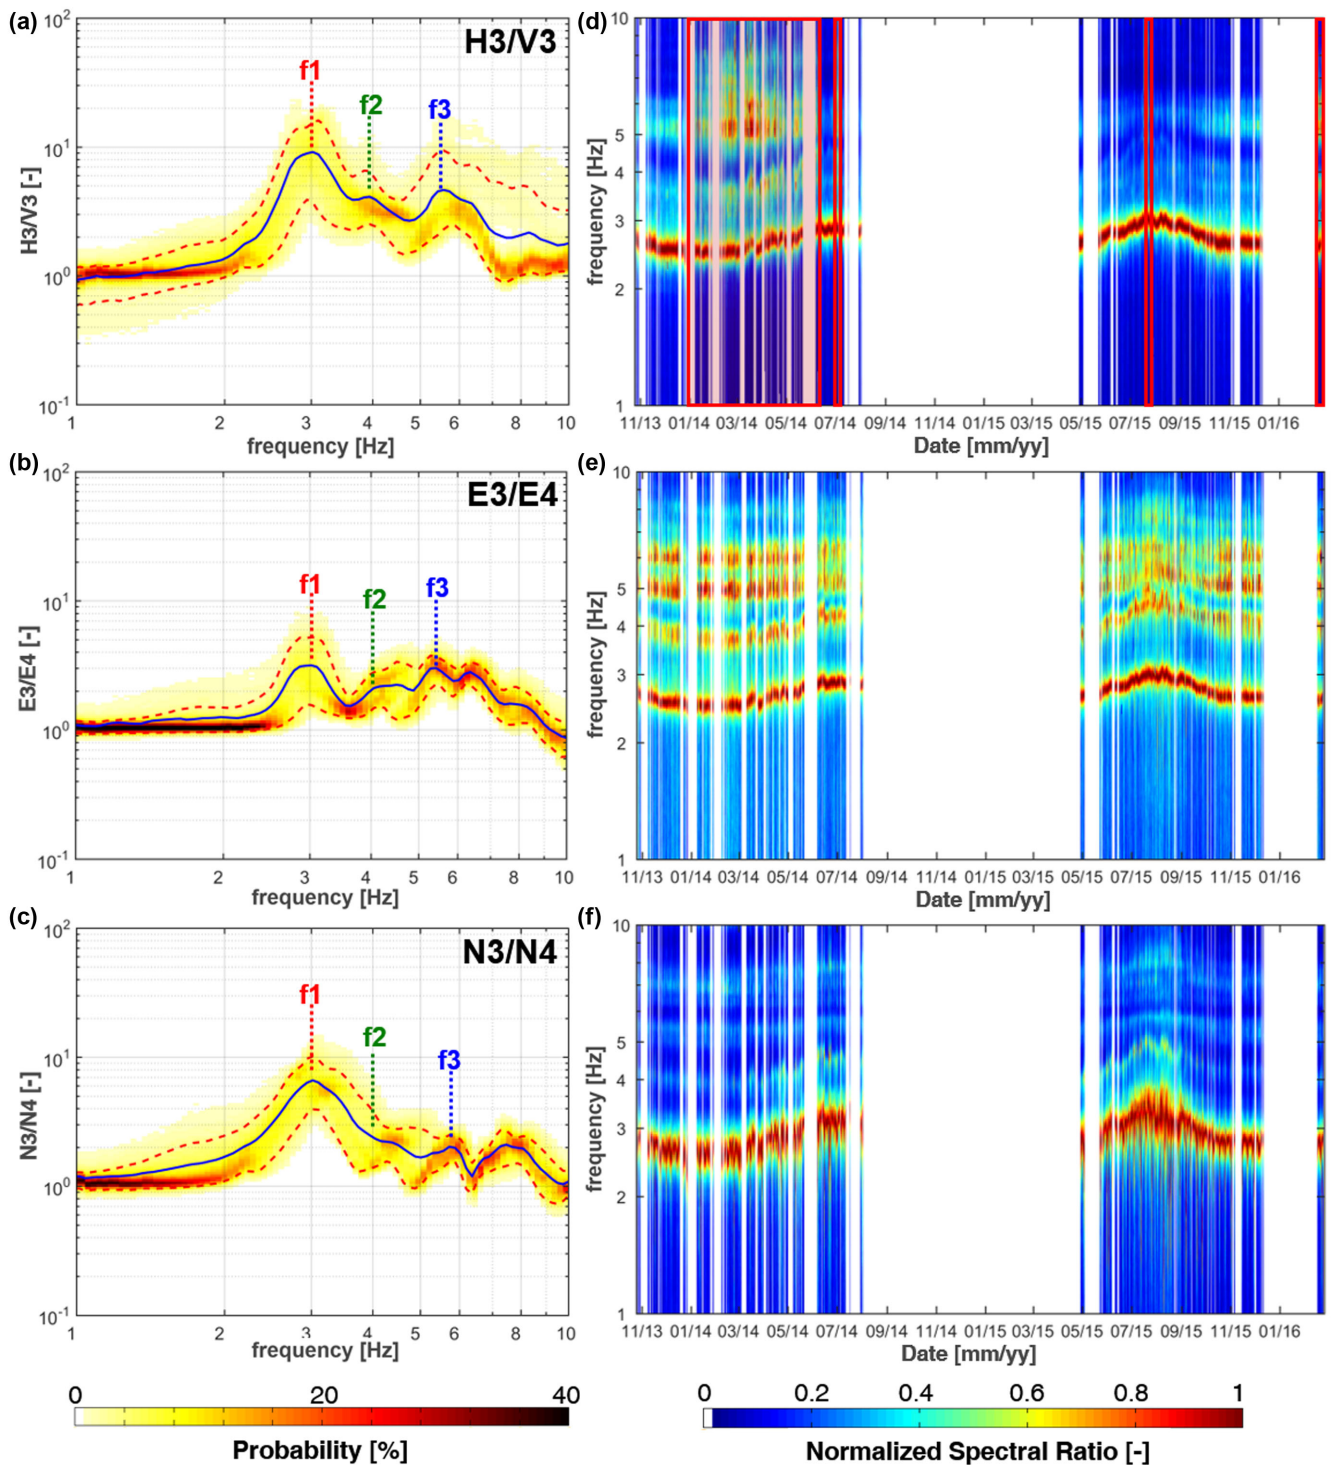 (a)
H3/V3
f1
f2
f3
10²
10¹
10⁰
10⁻¹
H3/V3 [-]
1 2 3 4 5 6 8 10
frequency [Hz]
(d)
10
5
4
3
2
1
frequency [Hz]
11/13 01/14 03/14 05/14 07/14 09/14 11/14 01/15 03/15 05/15 07/15 09/15 11/15 01/16
Date [mm/yy]
(b)
E3/E4
f1
f2
f3
10²
10¹
10⁰
10⁻¹
E3/E4 [-]
1 2 3 4 5 6 8 10
frequency [Hz]
(e)
10
5
4
3
2
1
frequency [Hz]
11/13 01/14 03/14 05/14 07/14 09/14 11/14 01/15 03/15 05/15 07/15 09/15 11/15 01/16
Date [mm/yy]
(c)
N3/N4
f1
f2
f3
10²
10¹
10⁰
10⁻¹
N3/N4 [-]
1 2 3 4 5 6 8 10
frequency [Hz]
(f)
10
5
4
3
2
1
frequency [Hz]
11/13 01/14 03/14 05/14 07/14 09/14 11/14 01/15 03/15 05/15 07/15 09/15 11/15 01/16
Date [mm/yy]
0 20 40
Probability [%]
0 0.2 0.4 0.6 0.8 1
Normalized Spectral Ratio [-]